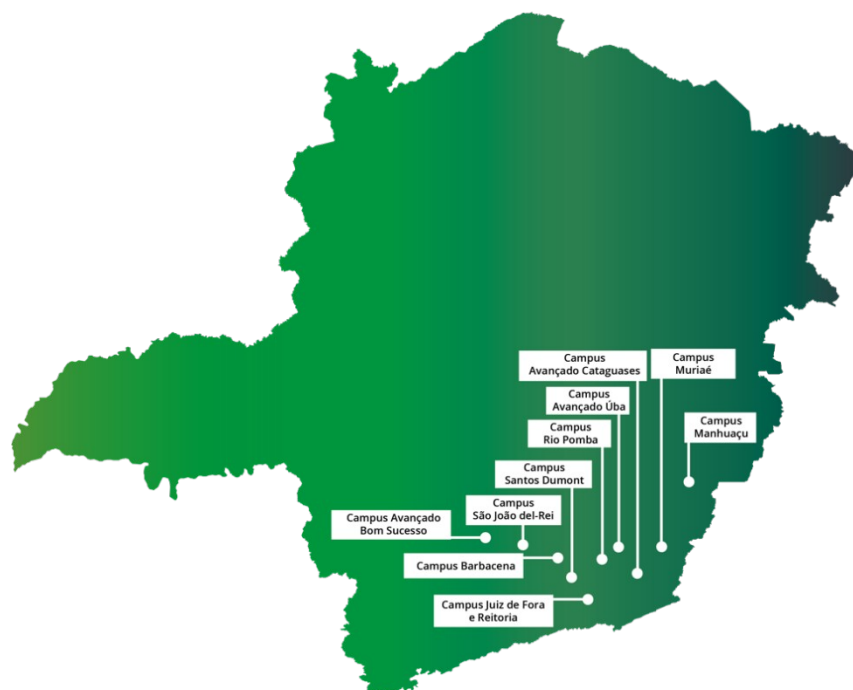 Campus
Avançado Cataguases
Campus
Muriaé
Campus
Avançado Úba
Campus
Manhuaçu
Campus
Rio Pomba
Campus
Santos Dumont
Campus
São João del-Rei
Campus Avançado
Bom Sucesso
Campus Barbacena
Campus Juiz de Fora
e Reitoria